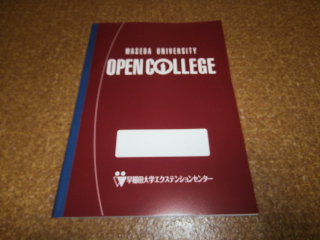 WASEDA UNIVERSITY
OPEN COLLEGE
早稲田大学エクステンションセンター